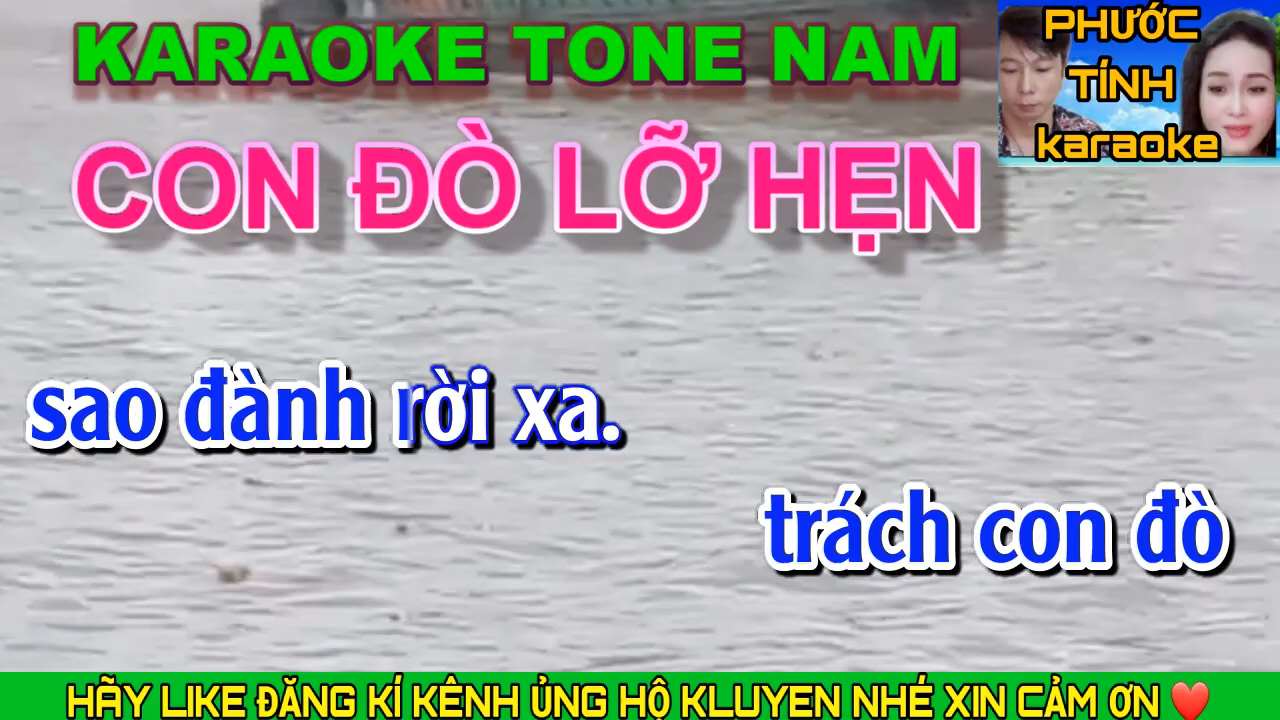 KARAOKE TONE NAM
CON ĐÒ LỠ HẸN
PHƯỚC
TÍNH
karaoke
sao đành rời xa.
trách con đò
HÃY LIKE ĐĂNG KÍ KÊNH ỦNG HỘ KLUYEN NHÉ XIN CẢM ƠN ❤️